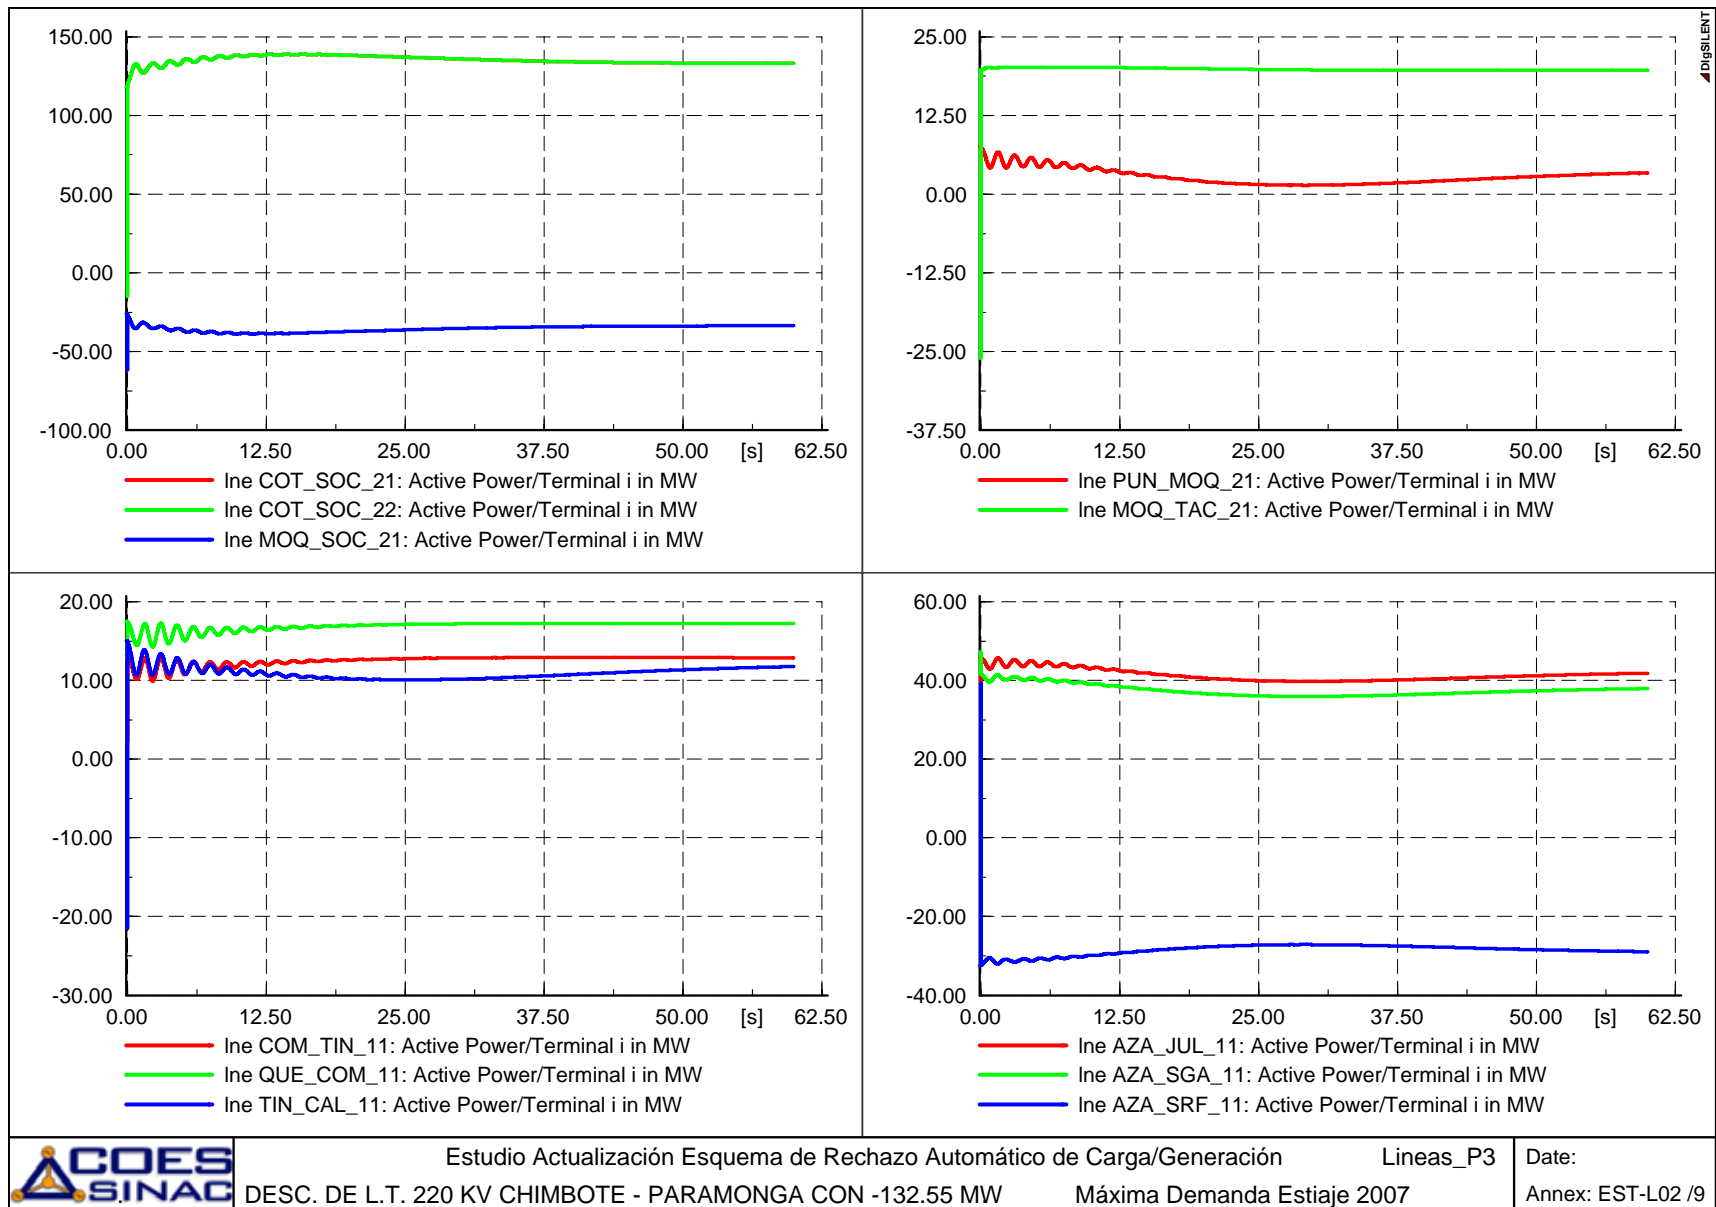 DIgSILENT
150.00
100.00
50.00
0.00
-50.00
-100.00
0.00 12.50 25.00 37.50 50.00 [s] 62.50
lne COT_SOC_21: Active Power/Terminal i in MW
lne COT_SOC_22: Active Power/Terminal i in MW
lne MOQ_SOC_21: Active Power/Terminal i in MW
25.00
12.50
0.00
-12.50
-25.00
-37.50
0.00 12.50 25.00 37.50 50.00 [s] 62.50
lne PUN_MOQ_21: Active Power/Terminal i in MW
lne MOQ_TAC_21: Active Power/Terminal i in MW
20.00
10.00
0.00
-10.00
-20.00
-30.00
0.00 12.50 25.00 37.50 50.00 [s] 62.50
lne COM_TIN_11: Active Power/Terminal i in MW
lne QUE_COM_11: Active Power/Terminal i in MW
lne TIN_CAL_11: Active Power/Terminal i in MW
60.00
40.00
20.00
0.00
-20.00
-40.00
0.00 12.50 25.00 37.50 50.00 [s] 62.50
lne AZA_JUL_11: Active Power/Terminal i in MW
lne AZA_SGA_11: Active Power/Terminal i in MW
lne AZA_SRF_11: Active Power/Terminal i in MW
COES
SINAC
Estudio Actualización Esquema de Rechazo Automático de Carga/Generación Lineas_P3
DESC. DE L.T. 220 KV CHIMBOTE - PARAMONGA CON -132.55 MW Máxima Demanda Estiaje 2007
Date:
Annex: EST-L02 /9